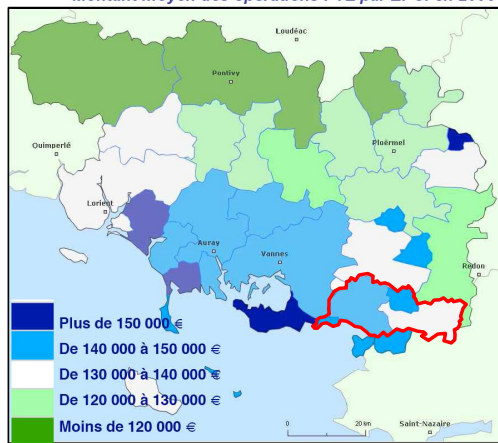 Loudéac
Pontivy
Quimperlé
Ploërmel
Lorient
Auray
Vannes
Redon
Plus de 150 000 €
De 140 000 à 150 000 €
De 130 000 à 140 000 €
De 120 000 à 130 000 €
Moins de 120 000 €
0 20 km
Saint-Nazaire